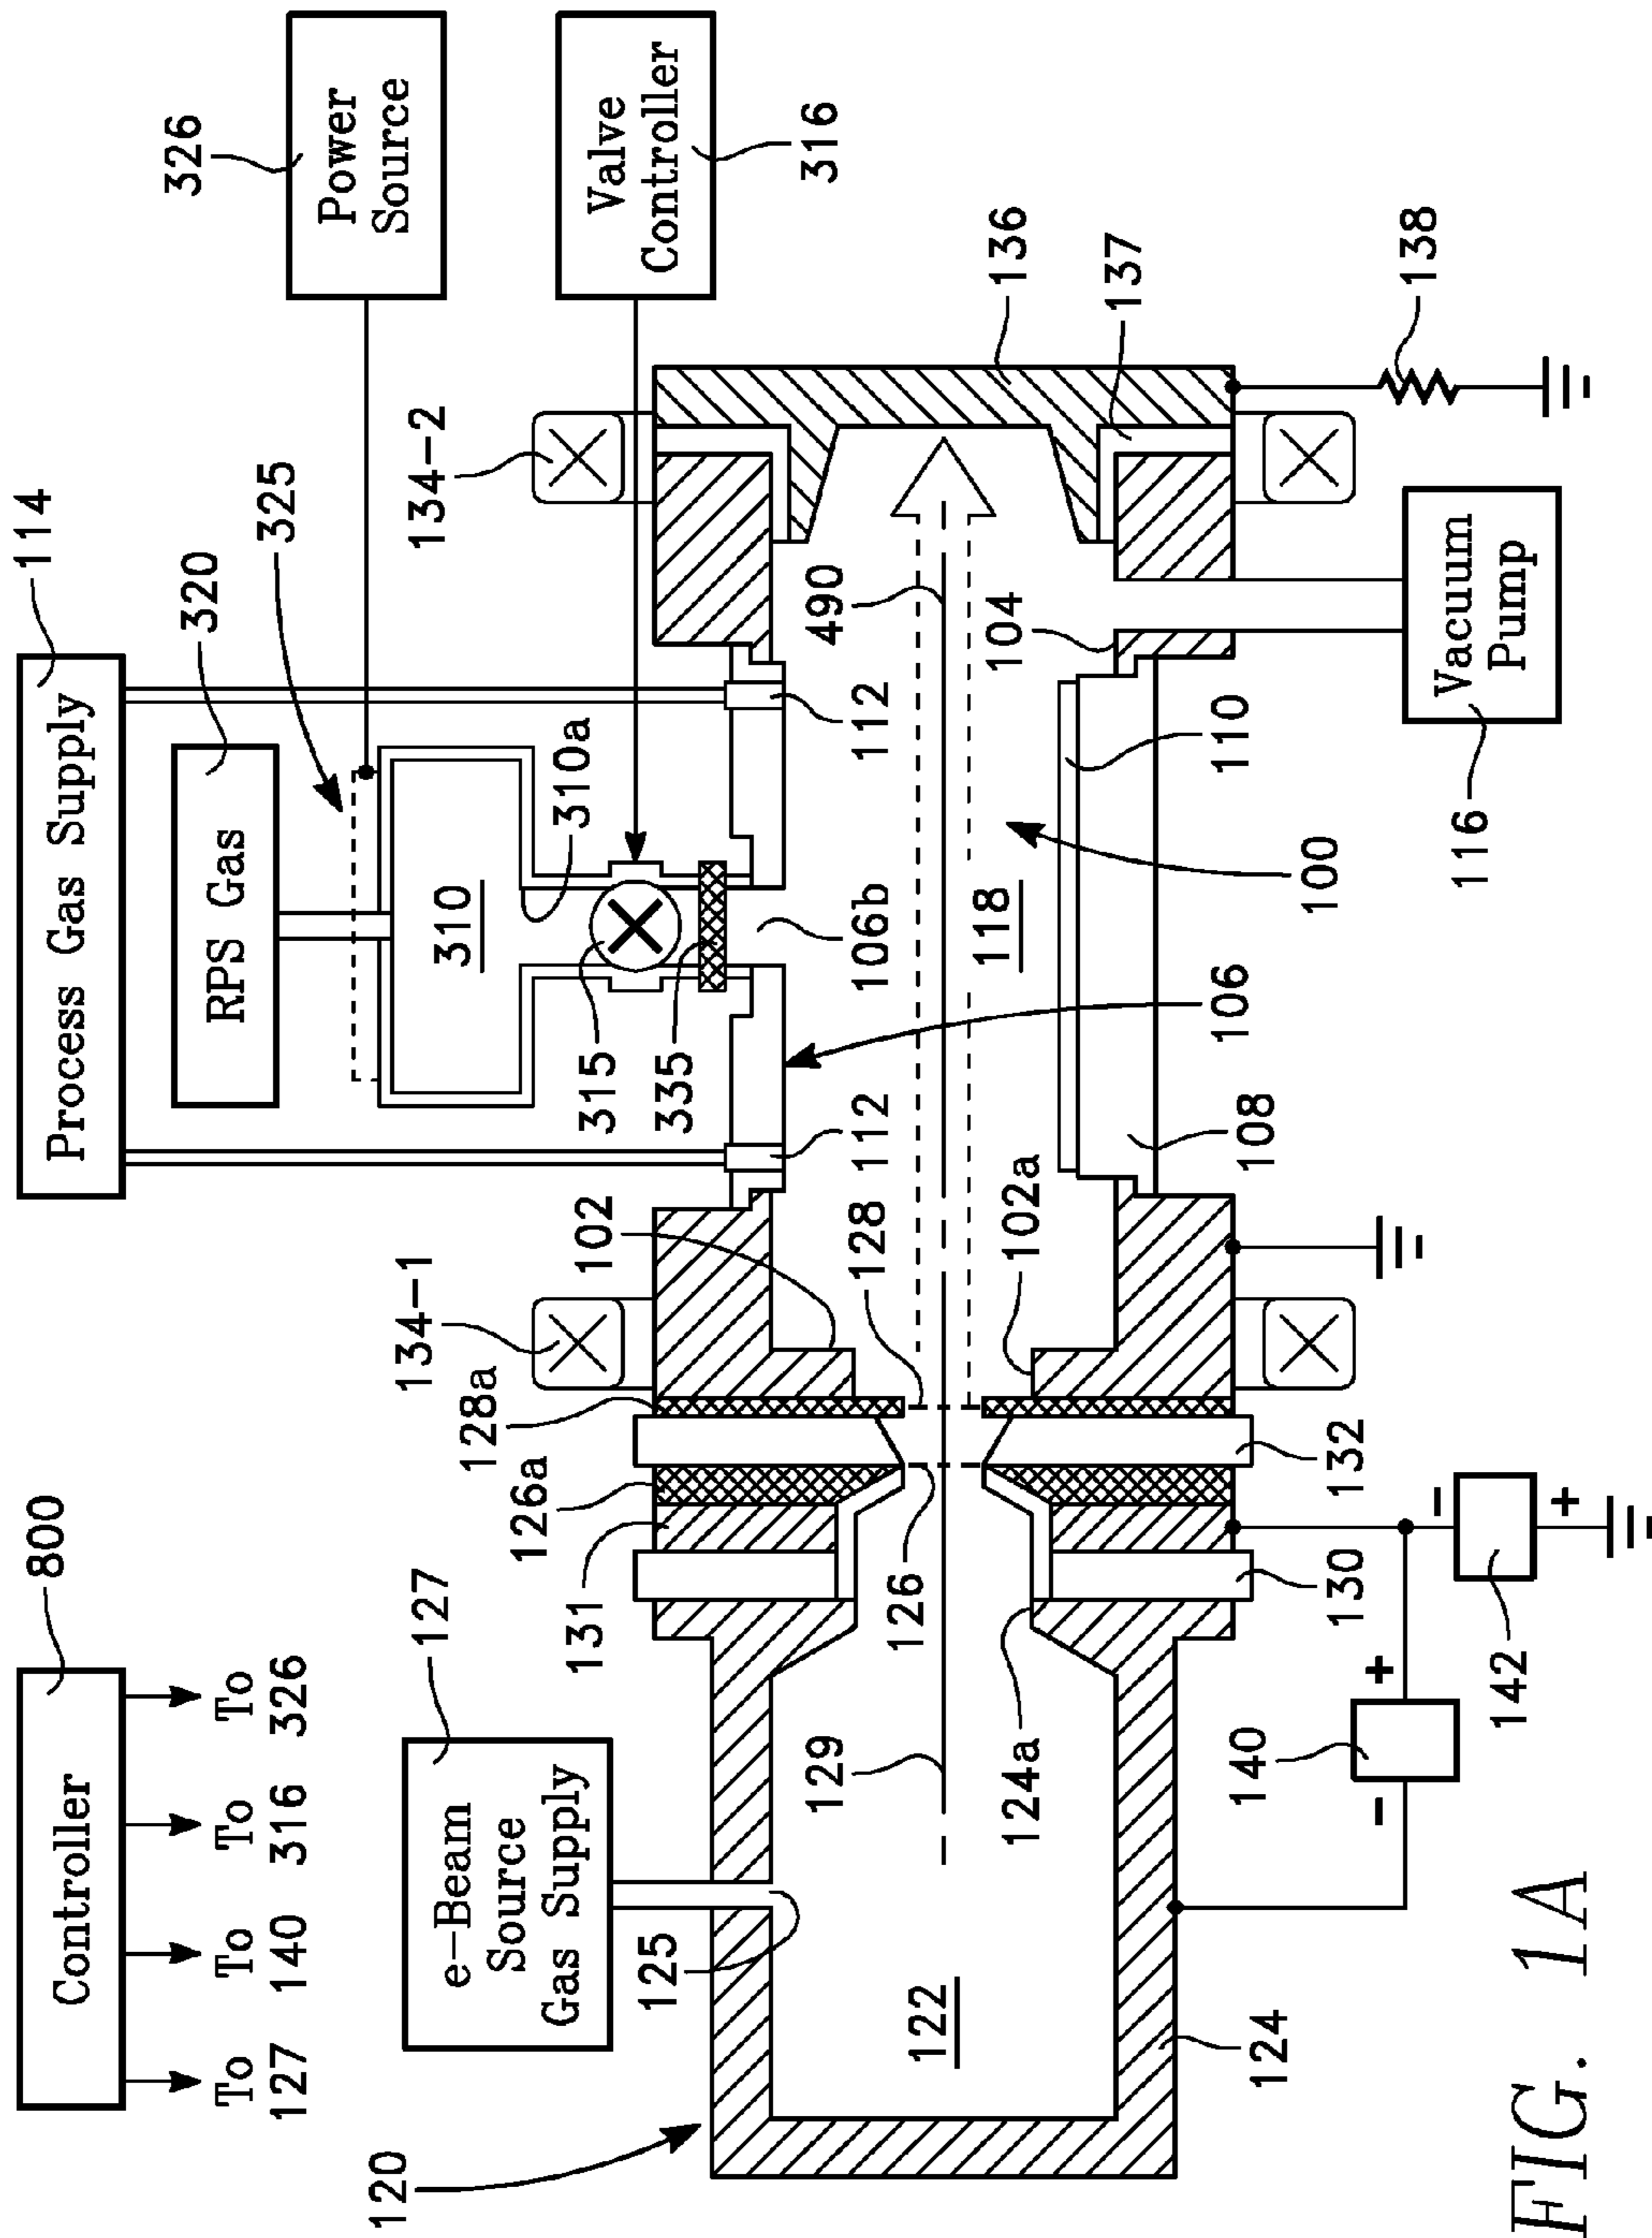 Process Gas Supply
114
RPS Gas
320
325
326
Power
Source
Valve
Controller
316
310
310a
315
335
106b
112
112
106
134-2
134-1
136
137
138
490
104
118
100
110
108
Vacuum
Pump
116
102
102a
128
128a
126a
131
126
132
130
142
-
+
140
-
+
124a
129
127
e-Beam
Source
Gas Supply
125
122
124
120
800
Controller
To
127
To
140
To
316
To
326
FIG. 1A